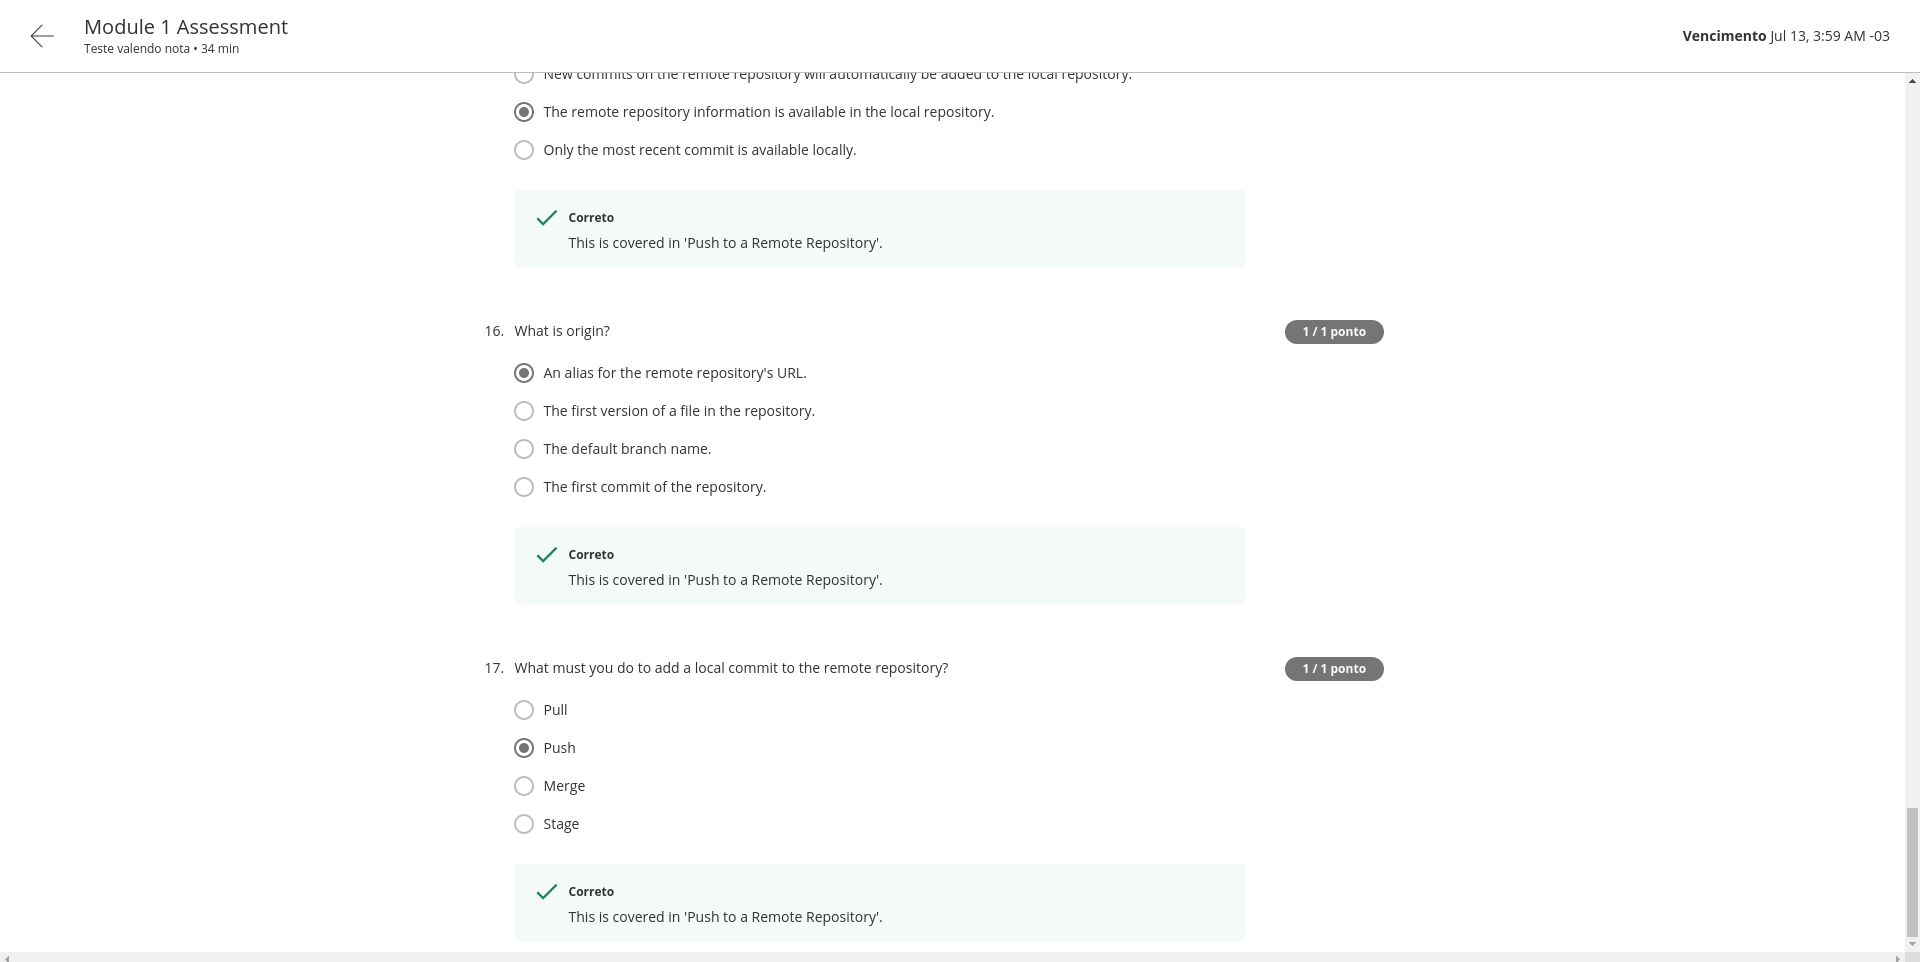 Module 1 Assessment
Teste valendo nota • 34 min
Vencimento Jul 13, 3:59 AM -03
New commits on the remote repository will automatically be added to the local repository.
The remote repository information is available in the local repository.
Only the most recent commit is available locally.
Correto
This is covered in 'Push to a Remote Repository'.
16. What is origin?
1 / 1 ponto
An alias for the remote repository's URL.
The first version of a file in the repository.
The default branch name.
The first commit of the repository.
Correto
This is covered in 'Push to a Remote Repository'.
17. What must you do to add a local commit to the remote repository?
1 / 1 ponto
Pull
Push
Merge
Stage
Correto
This is covered in 'Push to a Remote Repository'.